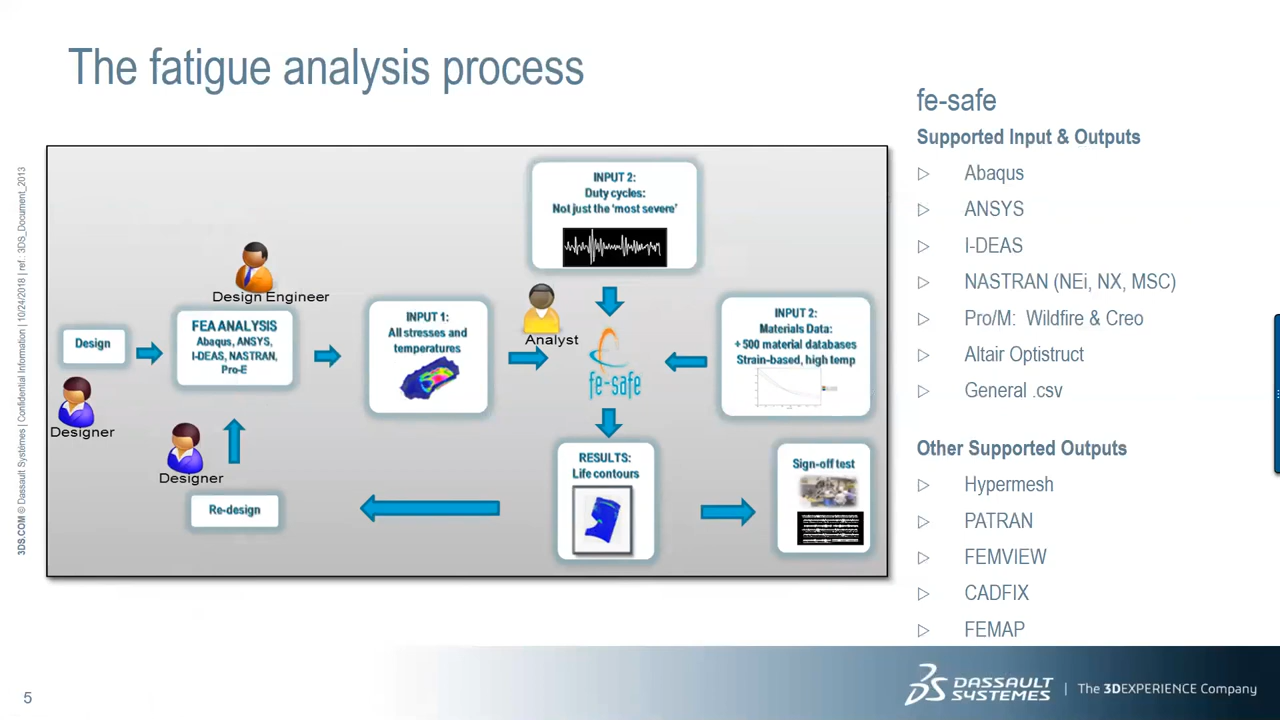 The fatigue analysis process
fe-safe
Supported Input & Outputs
▷ Abaqus
▷ ANSYS
▷ I-DEAS
▷ NASTRAN (NEi, NX, MSC)
▷ Pro/M: Wildfire & Creo
▷ Altair Optistruct
▷ General .csv
Other Supported Outputs
▷ Hypermesh
▷ PATRAN
▷ FEMVIEW
▷ CADFIX
▷ FEMAP
INPUT 2:
Duty cycles:
Not just the 'most severe'
Design Engineer
Design
Designer
FEA ANALYSIS
Abaqus, ANSYS,
I-DEAS, NASTRAN,
Pro-E
INPUT 1:
All stresses and
temperatures
Analyst
fe-safe
INPUT 2:
Materials Data:
+ 500 material databases
Strain-based, high temp
Designer
Re-design
RESULTS:
Life contours
Sign-off test
3DS.COM © Dassault Systèmes | Confidential Information | 10/24/2018 | ref.: 3DS_Document_2013
5
DASSAULT
SYSTEMES
The 3DEXPERIENCE Company